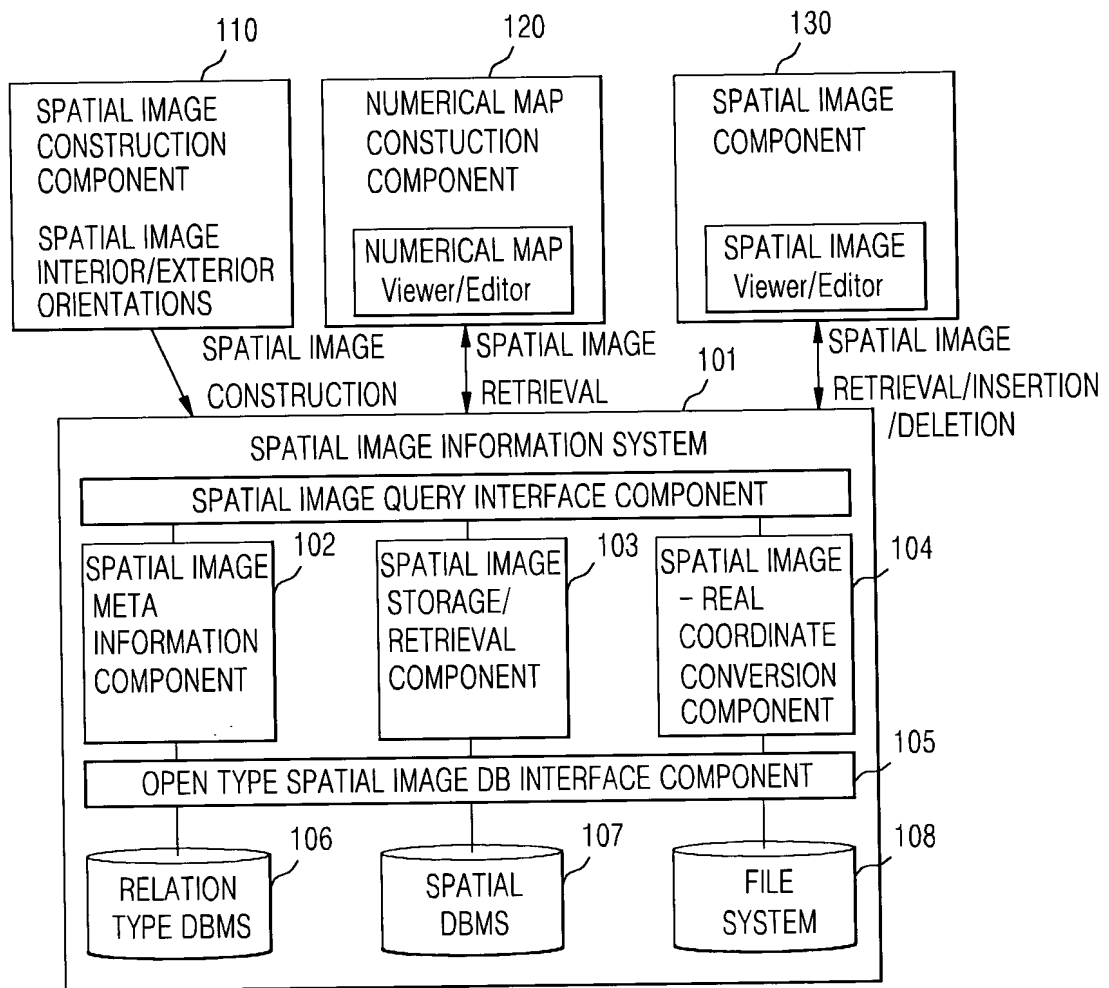 110
120
130
SPATIAL IMAGE
CONSTRUCTION
COMPONENT
SPATIAL IMAGE
INTERIOR/EXTERIOR
ORIENTATIONS
NUMERICAL MAP
CONSTUCTION
COMPONENT
NUMERICAL MAP
Viewer/Editor
SPATIAL IMAGE
COMPONENT
SPATIAL IMAGE
Viewer/Editor
SPATIAL IMAGE
CONSTRUCTION
SPATIAL IMAGE
RETRIEVAL
101
SPATIAL IMAGE
RETRIEVAL/INSERTION
/DELETION
SPATIAL IMAGE INFORMATION SYSTEM
SPATIAL IMAGE QUERY INTERFACE COMPONENT
102
SPATIAL IMAGE
META
INFORMATION
COMPONENT
103
SPATIAL IMAGE
STORAGE/
RETRIEVAL
COMPONENT
104
SPATIAL IMAGE
– REAL
COORDINATE
CONVERSION
COMPONENT
105
OPEN TYPE SPATIAL IMAGE DB INTERFACE COMPONENT
106
RELATION
TYPE DBMS
107
SPATIAL
DBMS
108
FILE
SYSTEM